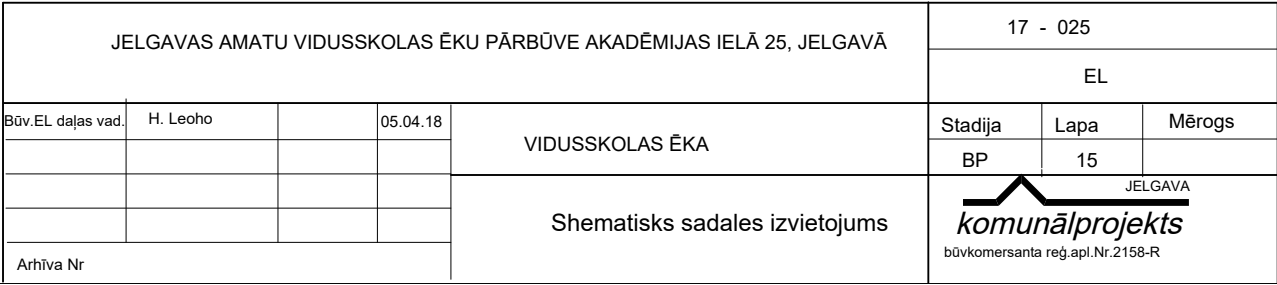 JELGAVAS AMATU VIDUSSKOLAS ĒKU PĀRBŪVE AKADĒMIJAS IELĀ 25, JELGAVĀ
17 - 025
EL
Būv.EL daļas vad. H. Leoho 05.04.18
VIDUSSKOLAS ĒKA
Stadija Lapa Mērogs
BP 15
Shematisks sadales izvietojums
JELGAVA
komunālprojekts
būvkomersanta reģ.apl.Nr.2158-R
Arhīva Nr